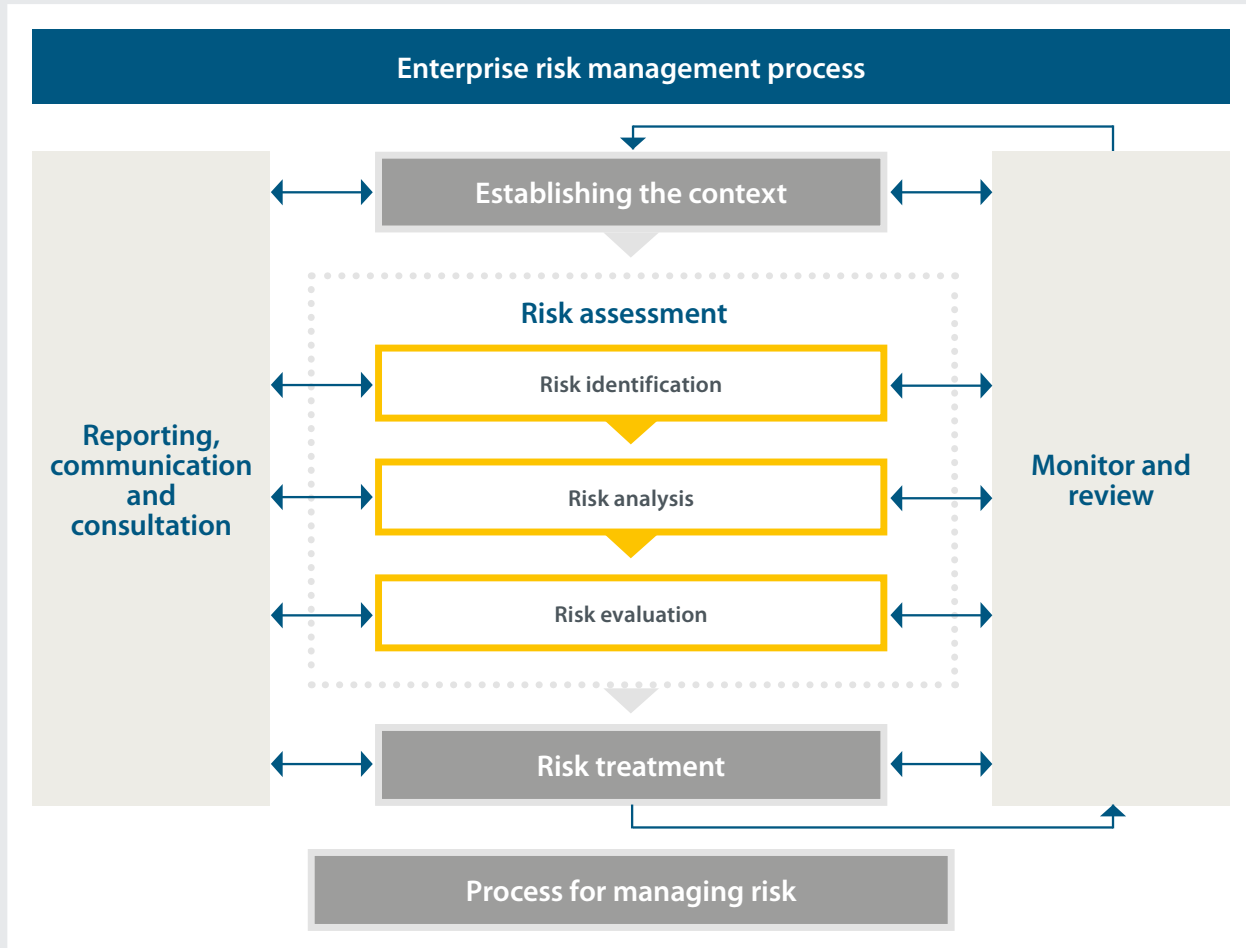 Enterprise risk management process
Establishing the context
Risk assessment
Risk identification
Reporting,
communication
and
consultation
Risk analysis
Monitor and
review
Risk evaluation
Risk treatment
Process for managing risk